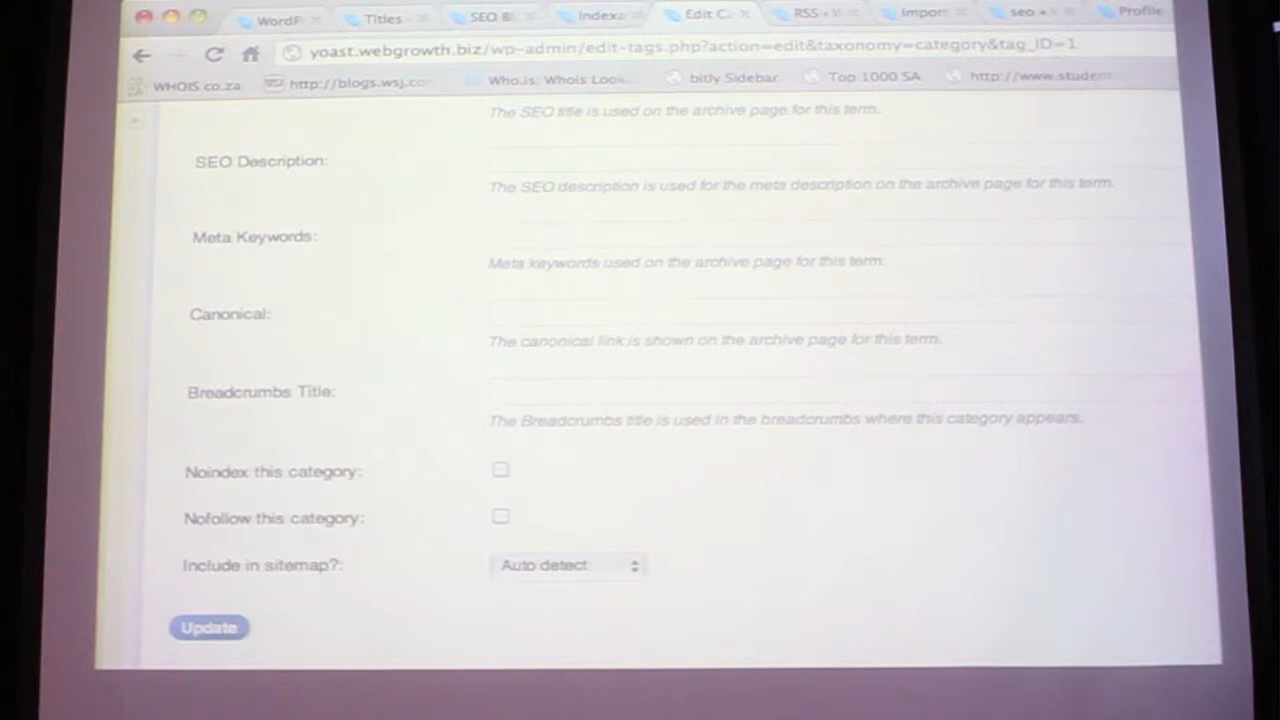 WordP Titles SEO Bl Indexa Edit Ca RSS Import seo Profile
yoast.webgrowth.biz/wp-admin/edit-tags.php?action=edit&taxonomy=category&tag_ID=1
WHOIS co.za http://blogs.wsj.co Who.is: Whois Look... bitly Sidebar Top 1000 SA http://www.student
The SEO title is used on the archive page for this term.
SEO Description:
The SEO description is used for the meta description on the archive page for this term.
Meta Keywords:
Meta keywords used on the archive page for this term.
Canonical:
The canonical link is shown on the archive page for this term.
Breadcrumbs Title:
The Breadcrumbs title is used in the breadcrumbs where this category appears.
Noindex this category:
Nofollow this category:
Include in sitemap?: Auto detect
Update